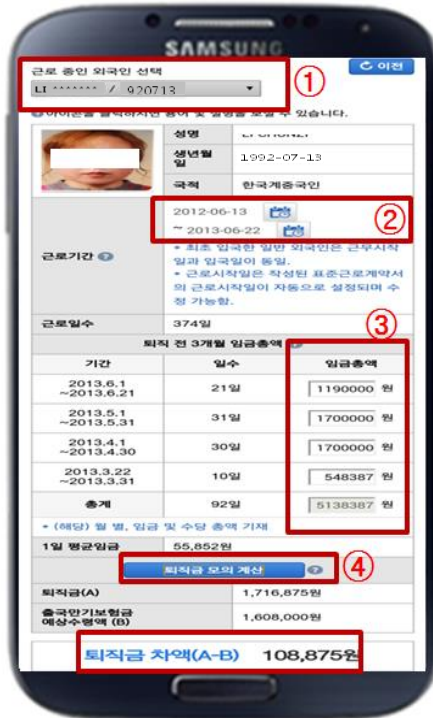 SAMSUNG
근로 중인 외국인 선택
이전
①
LI ******* / 920713
아이콘을 클릭하시면 용어 및 설명을 보실 수 있습니다.
성명
생년월일 1992-07-13
국적 한국계중국인
근로기간
2012-06-13
②
~ 2013-06-22
* 최초 입국한 일반 외국인은 근무시작일과 입국일이 동일.
* 근로시작일은 작성된 표준근로계약서의 근로시작일이 자동으로 설정되며 수정 가능함.
근로일수 374일
③
퇴직 전 3개월 임금총액
기간 일수 임금총액
2013.6.1 ~2013.6.21 21일 1190000 원
2013.5.1 ~2013.5.31 31일 1700000 원
2013.4.1 ~2013.4.30 30일 1700000 원
2013.3.22 ~2013.3.31 10일 548387 원
총계 92일 5138387 원
* (해당) 월 별, 임금 및 수당 총액 기재
1일 평균임금 55,852원
퇴직금 모의 계산
④
퇴직금(A) 1,716,875원
출국만기보험금 예상수령액 (B) 1,608,000원
퇴직금 차액(A-B) 108,875원